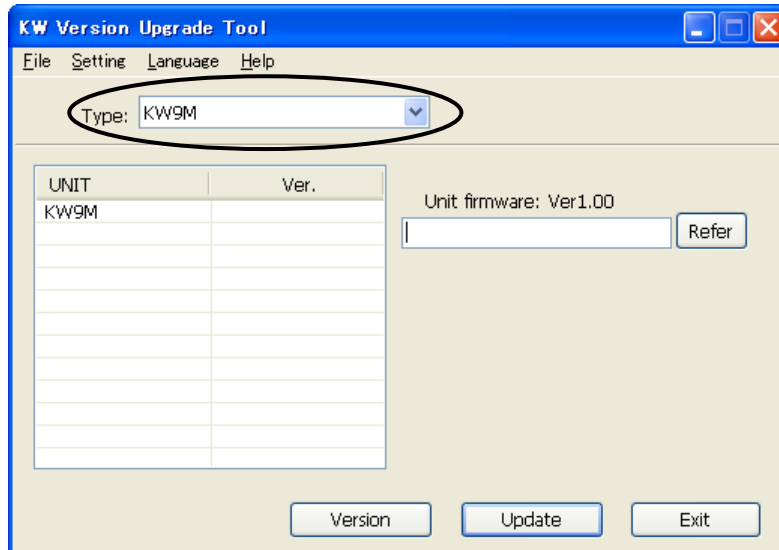 KW Version Upgrade Tool
File Setting Language Help
Type: KW9M
UNIT Ver.
KW9M
Unit firmware: Ver1.00
Refer
Version Update Exit